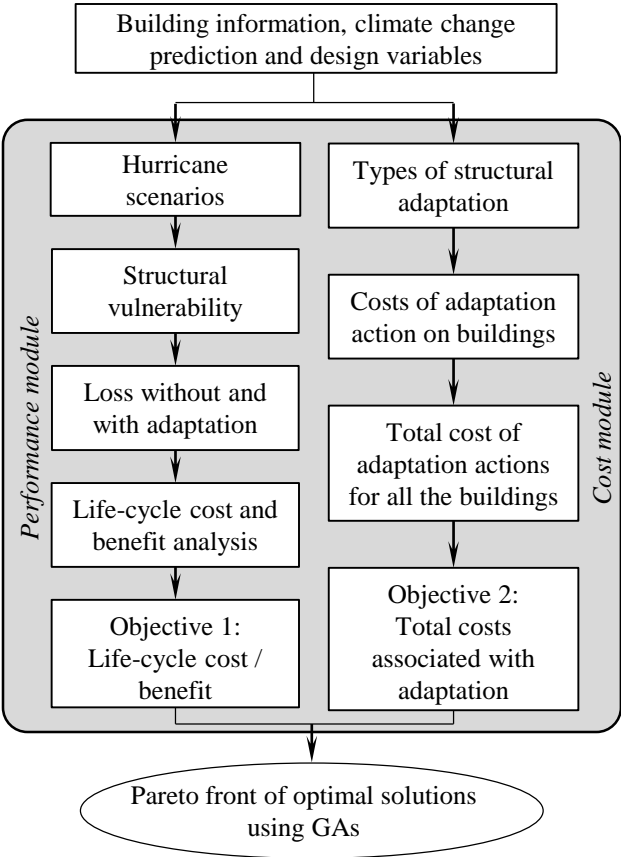 Building information, climate change
prediction and design variables
Performance module
Hurricane
scenarios
Structural
vulnerability
Loss without and
with adaptation
Life-cycle cost and
benefit analysis
Objective 1:
Life-cycle cost /
benefit
Types of structural
adaptation
Costs of adaptation
action on buildings
Total cost of
adaptation actions
for all the buildings
Objective 2:
Total costs
associated with
adaptation
Cost module
Pareto front of optimal solutions
using GAs